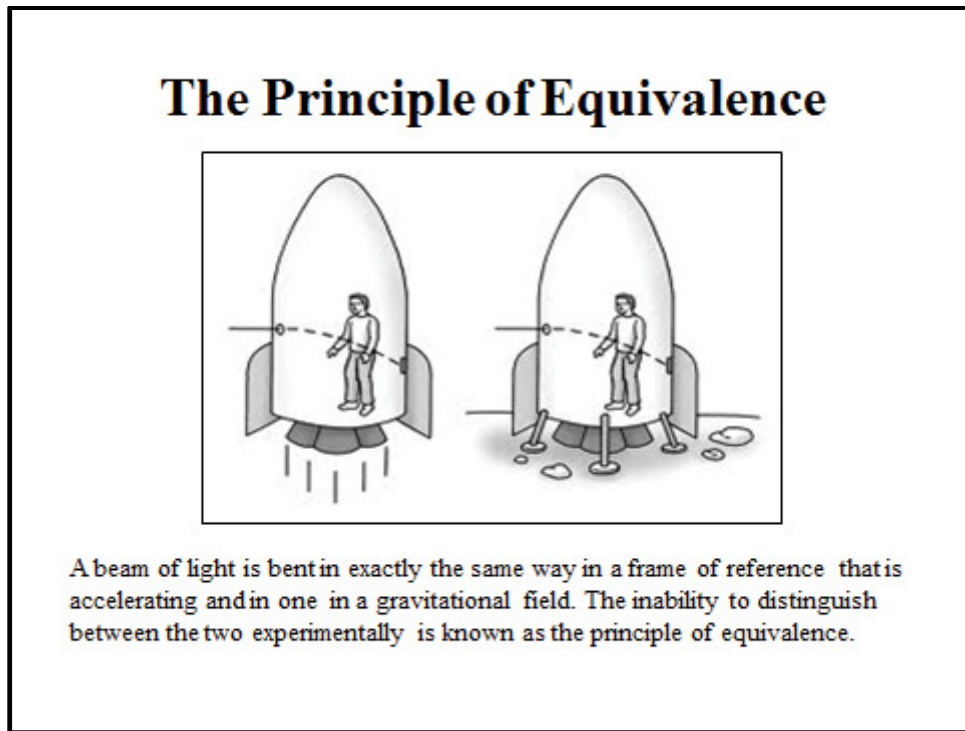 The Principle of Equivalence
A beam of light is bent in exactly the same way in a frame of reference that is
accelerating and in one in a gravitational field. The inability to distinguish
between the two experimentally is known as the principle of equivalence.